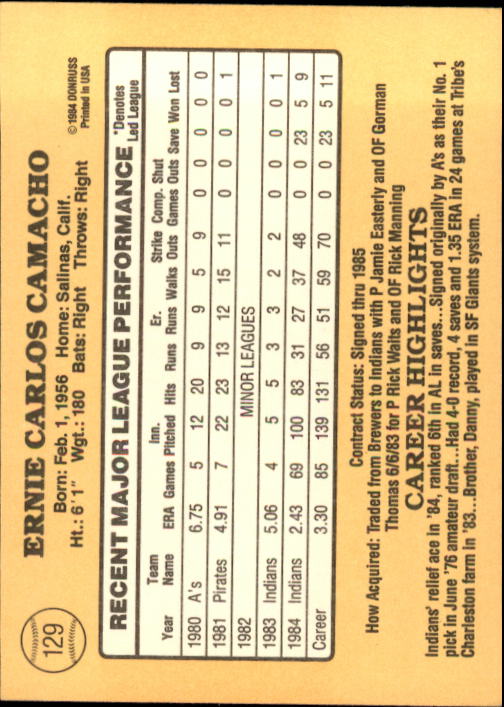 129
ERNIE CARLOS CAMACHO
Born: Feb. 1, 1956 Home: Salinas, Calif.
Ht.: 6'1" Wgt.: 180 Bats: Right Throws: Right
© 1984 DONRUSS
Printed in USA
RECENT MAJOR LEAGUE PERFORMANCE
*Denotes
Led League
Team Inn. Er. Strike Comp. Shut
Year Name ERA Games Pitched Hits Runs Runs Walks Outs Games Outs Save Won Lost
1980 A's 6.75 5 12 20 9 9 5 9 0 0 0 0 0
1981 Pirates 4.91 7 22 23 13 12 15 11 0 0 0 0 1
1982 MINOR LEAGUES
1983 Indians 5.06 4 5 5 3 3 2 2 0 0 0 0 1
1984 Indians 2.43 69 100 83 31 27 37 48 0 0 23 5 9
Career 3.30 85 139 131 56 51 59 70 0 0 23 5 11
Contract Status: Signed thru 1985
How Acquired: Traded from Brewers to Indians with P Jamie Easterly and OF Gorman
Thomas 6/6/83 for P Rick Waits and OF Rick Manning
CAREER HIGHLIGHTS
Indians' relief ace in '84, ranked 6th in AL in saves...Signed originally by A's as their No. 1
pick in June '76 amateur draft...Had 4-0 record, 4 saves and 1.35 ERA in 24 games at Tribe's
Charleston farm in '83...Brother, Danny, played in SF Giants system.